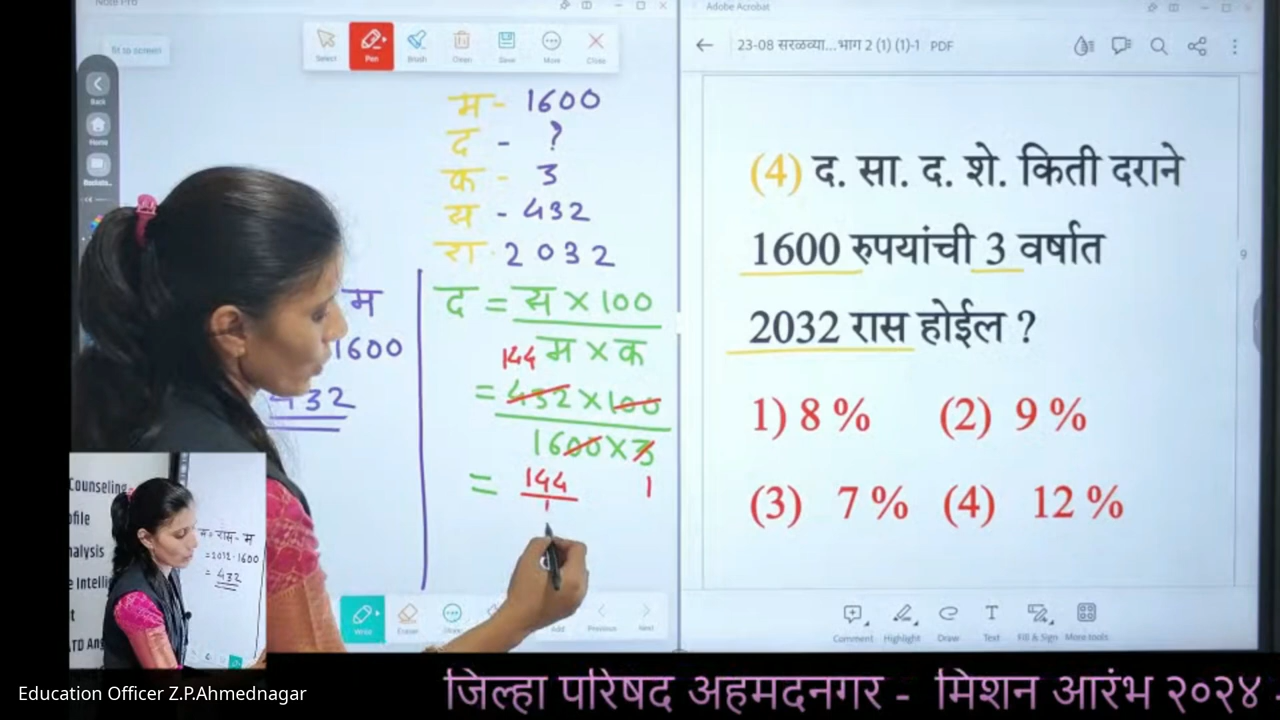 Note Pro
fit to screen
Select Pen Brush Clean Save More Close
Back
Home
म - 1600
द - ?
क - 3
स - 432
रा. 2032
म
1600
432
द = स × 100
म × क
144
= 432 × 100
1600 × 3
= 144 1
1
Write Eraser Add Previous Next
Adobe Acrobat
23-08 सरळव्या...भाग 2 (1) (1)-1 PDF
(4) द. सा. द. शे. किती दराने
1600 रुपयांची 3 वर्षात
2032 रास होईल ?
1) 8 % (2) 9 %
(3) 7 % (4) 12 %
9
Comment Highlight Draw Text Fill & Sign More tools
Counseling
ofile
nalysis
म = रास - म
= 2032 - 1600
= 432
Education Officer Z.P.Ahmednagar
जिल्हा परिषद अहमदनगर - मिशन आरंभ २०२४